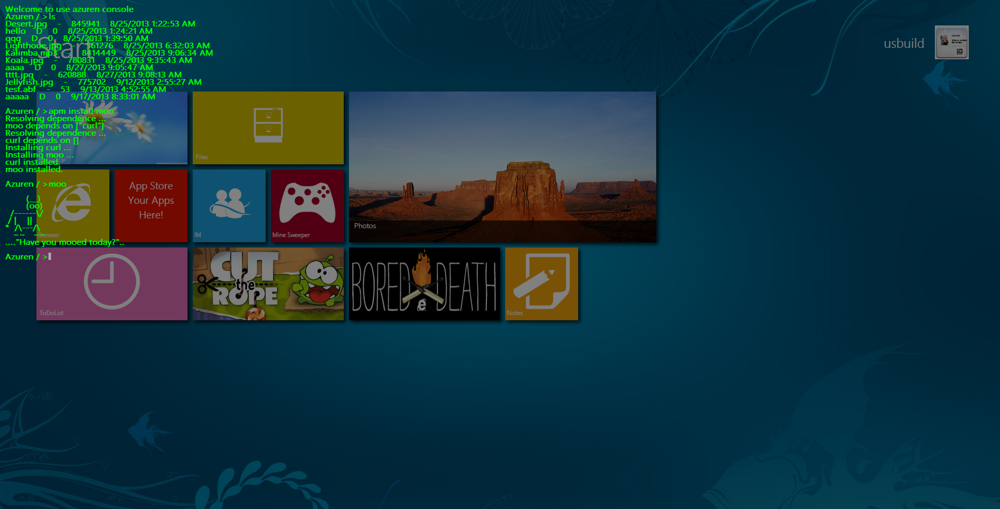 Welcome to use azuren console
Azuren / >ls
Desert.jpg - 845941 8/25/2013 1:22:53 AM
hello D 0 8/25/2013 1:24:21 AM
qqq D 0 8/25/2013 1:39:50 AM
Lighthoue.jpg - 561276 8/25/2013 6:32:03 AM
Kalimba.mp3 - 8414449 8/25/2013 9:06:34 AM
Koala.jpg - 780831 8/25/2013 9:35:43 AM
aaaa D 0 8/27/2013 9:05:47 AM
tttt.jpg - 620888 8/27/2013 9:08:13 AM
Jellyfish.jpg - 775702 9/12/2013 2:55:27 AM
test.abf - 53 9/13/2013 4:52:55 AM
aaaaa D 0 9/17/2013 8:33:01 AM
Azuren / >apm install moo
Resolving dependence ...
moo depends on ["curl"]
Resolving dependence ...
curl depends on []
Installing curl ...
Installing moo ...
curl installed.
moo installed.
Azuren / >moo
(__)
(oo)
/------\/
/ | ||
* /\---/\
~~ ~~
...."Have you mooed today?"..
Azuren / >
Start
usbuild
DESKTOP
Files
Photos
Browser
App Store
Your Apps
Here!
IM
Mine Sweeper
ToDoList
CUT
the
ROPE
BORED TO DEATH
Notes